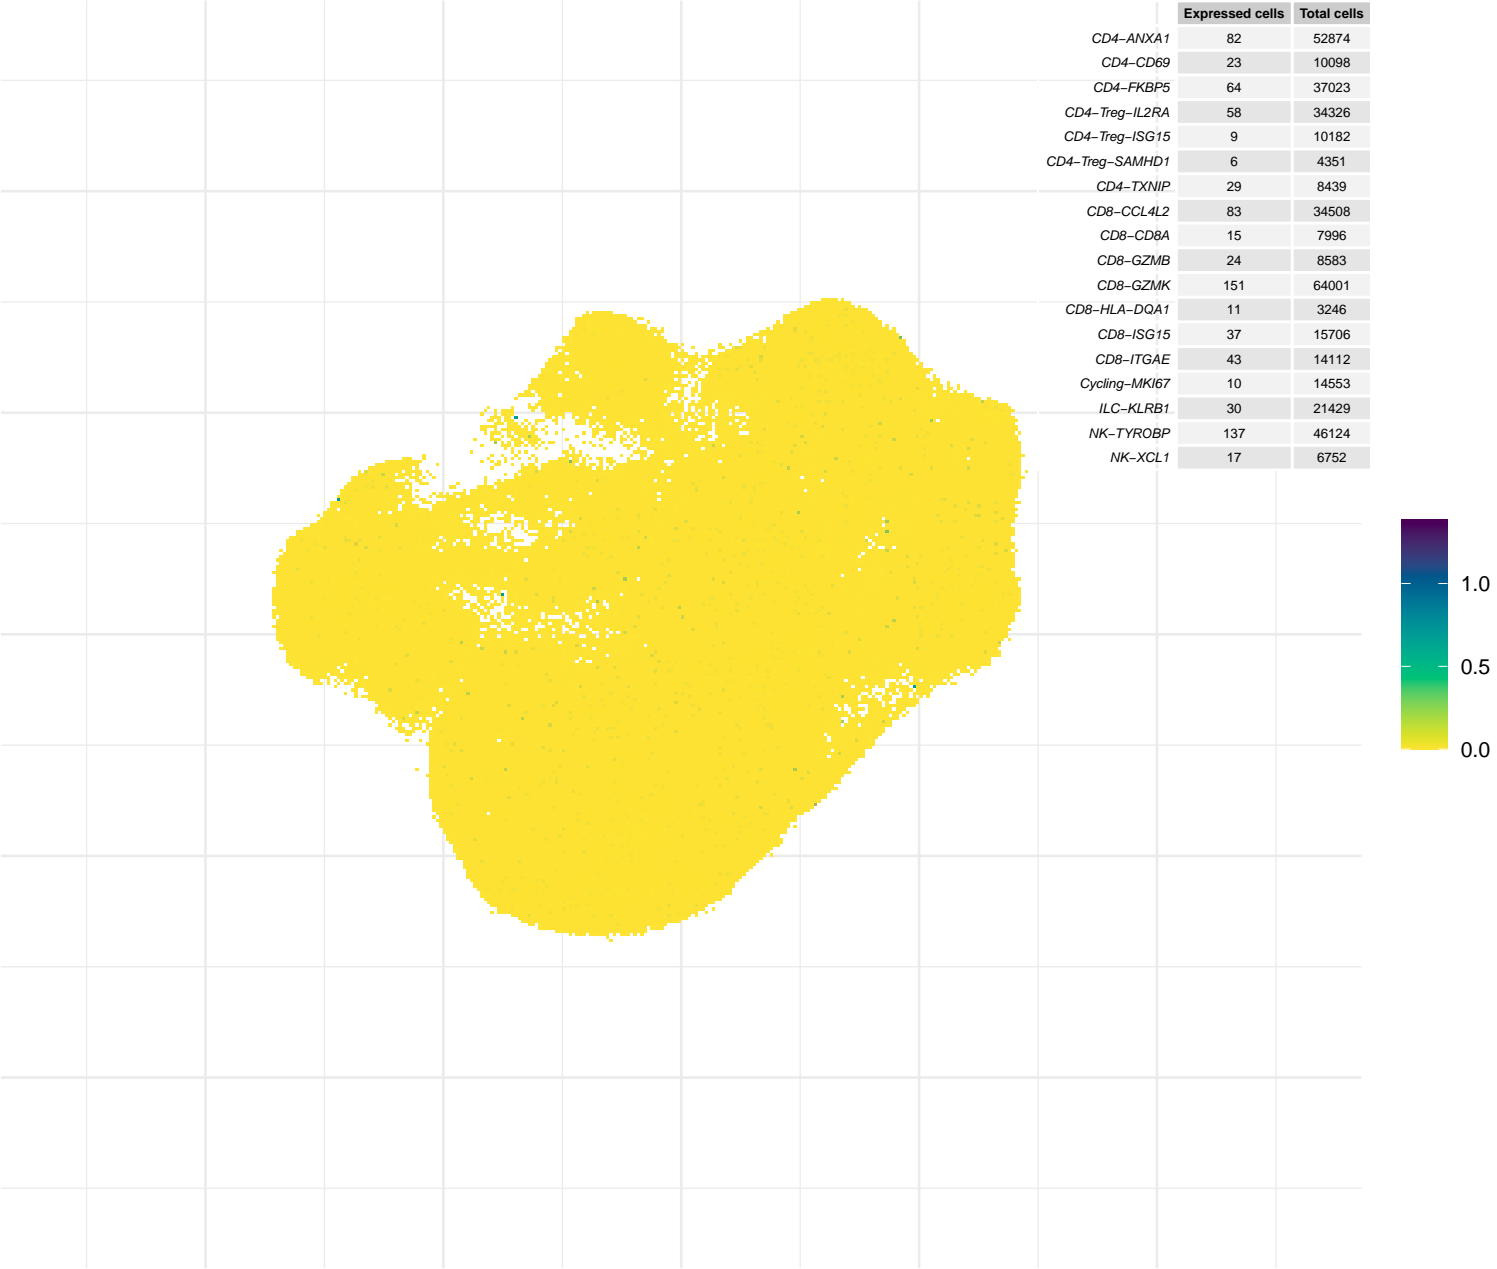 Expressed cells Total cells
CD4−ANXA1 82 52874
CD4−CD69 23 10098
CD4−FKBP5 64 37023
CD4−Treg−IL2RA 58 34326
CD4−Treg−ISG15 9 10182
CD4−Treg−SAMHD1 6 4351
CD4−TXNIP 29 8439
CD8−CCL4L2 83 34508
CD8−CD8A 15 7996
CD8−GZMB 24 8583
CD8−GZMK 151 64001
CD8−HLA−DQA1 11 3246
CD8−ISG15 37 15706
CD8−ITGAE 43 14112
Cycling−MKI67 10 14553
ILC−KLRB1 30 21429
NK−TYROBP 137 46124
NK−XCL1 17 6752
1.0
0.5
0.0